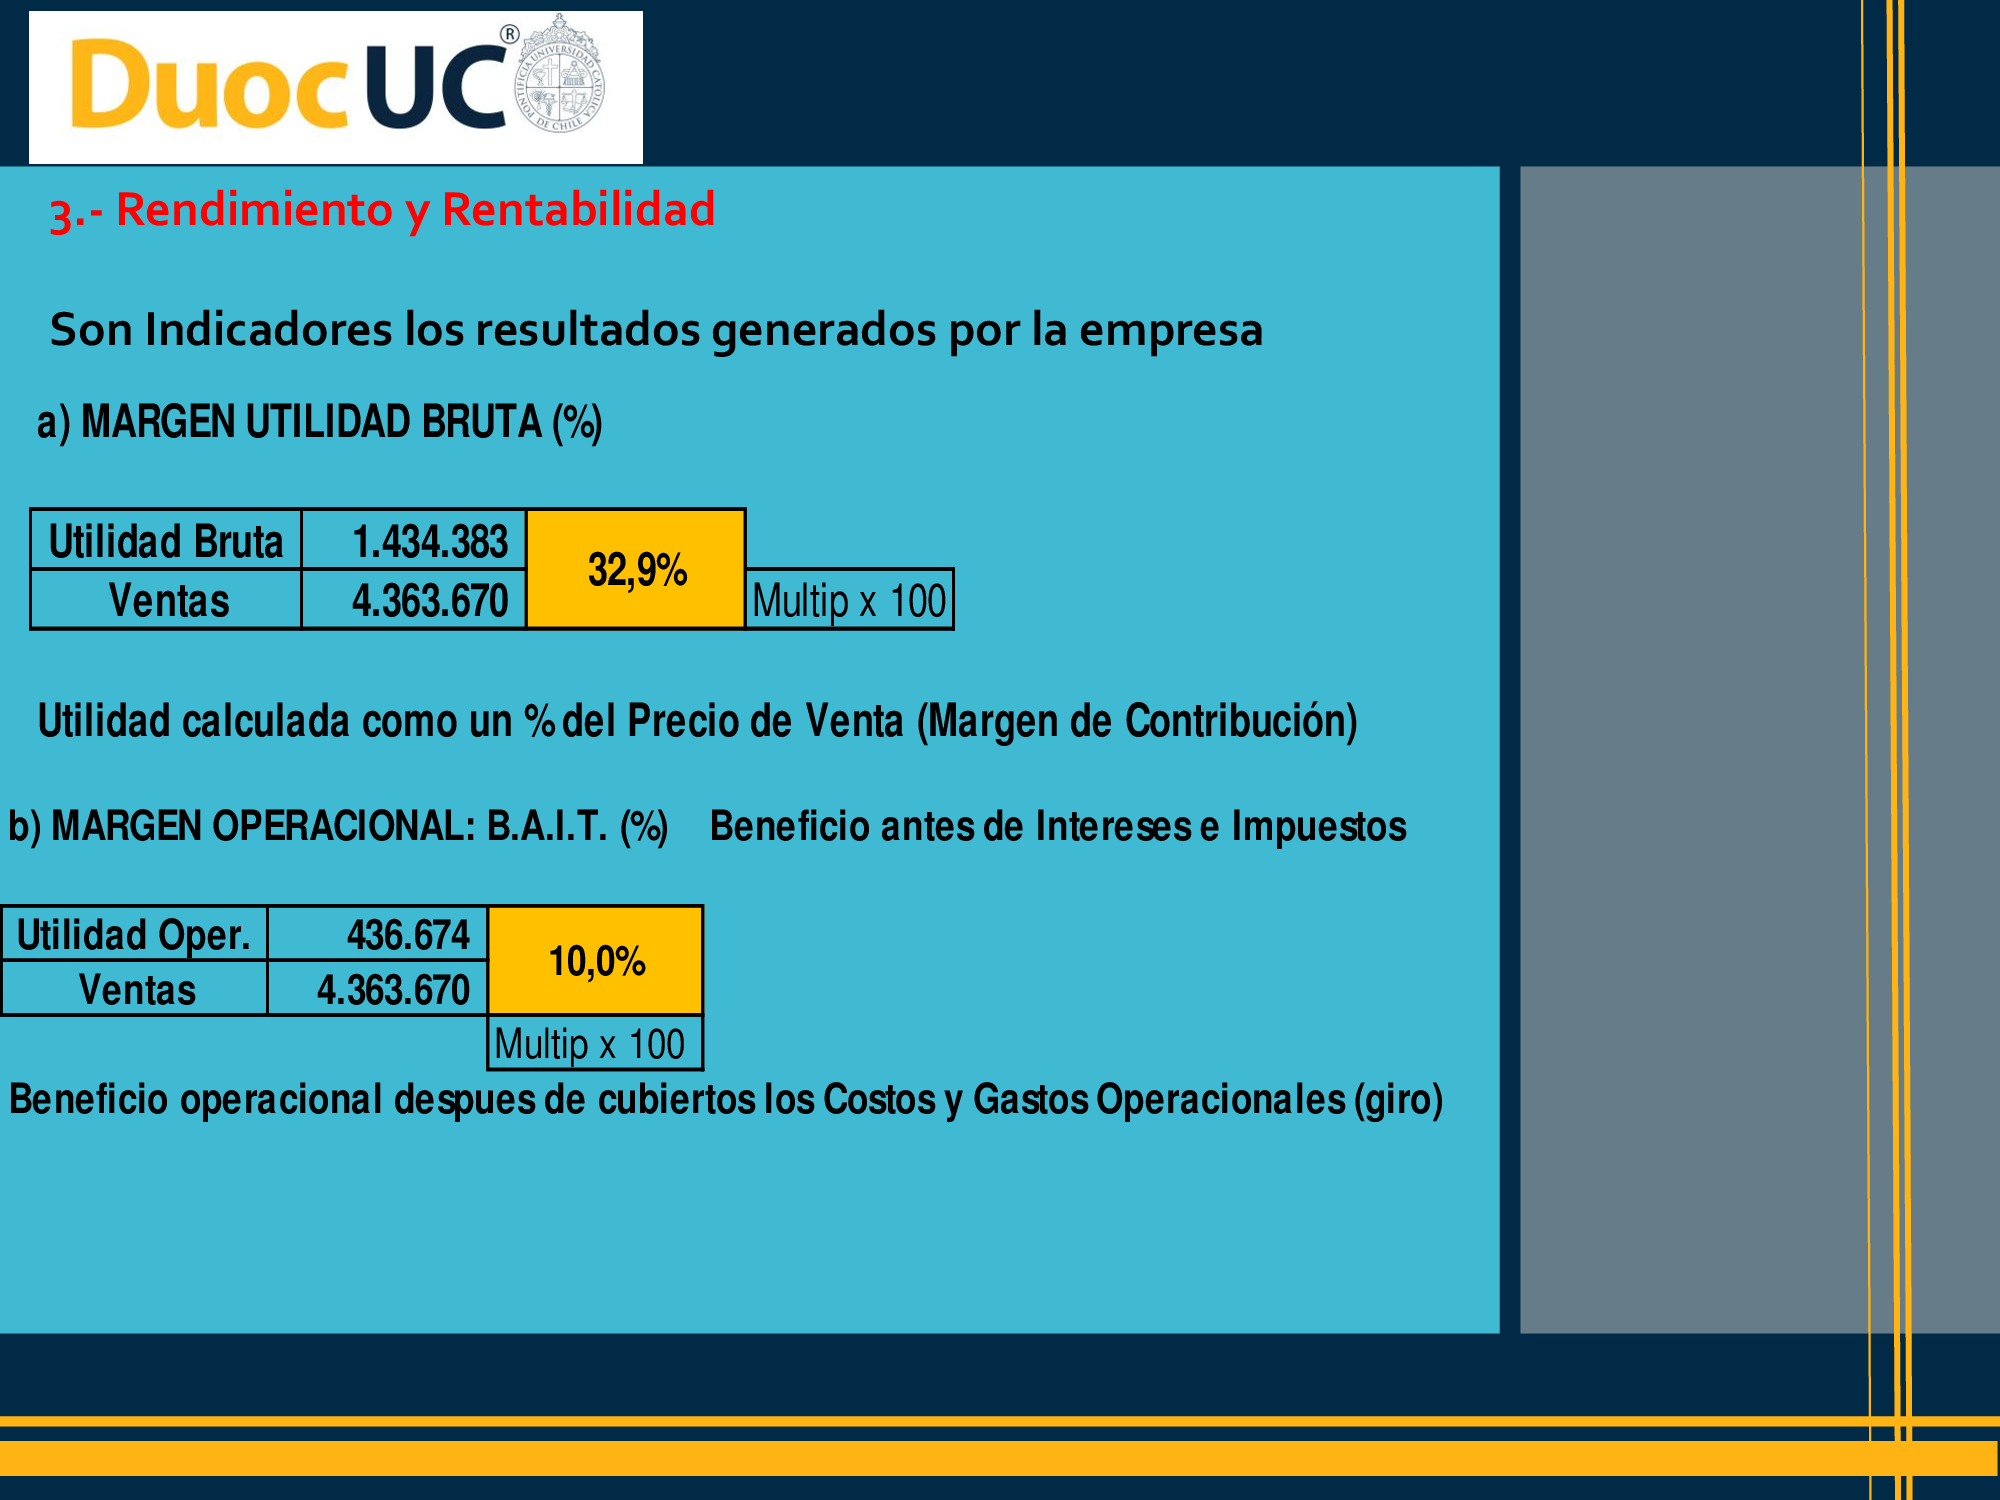 Duoc UC®
PONTIFICIA UNIVERSIDAD CATOLICA DE CHILE
3.- Rendimiento y Rentabilidad
Son Indicadores los resultados generados por la empresa
a) MARGEN UTILIDAD BRUTA (%)
Utilidad Bruta 1.434.383
32,9%
Ventas 4.363.670 Multip x 100
Utilidad calculada como un % del Precio de Venta (Margen de Contribución)
b) MARGEN OPERACIONAL: B.A.I.T. (%) Beneficio antes de Intereses e Impuestos
Utilidad Oper. 436.674
10,0%
Ventas 4.363.670
Multip x 100
Beneficio operacional despues de cubiertos los Costos y Gastos Operacionales (giro)